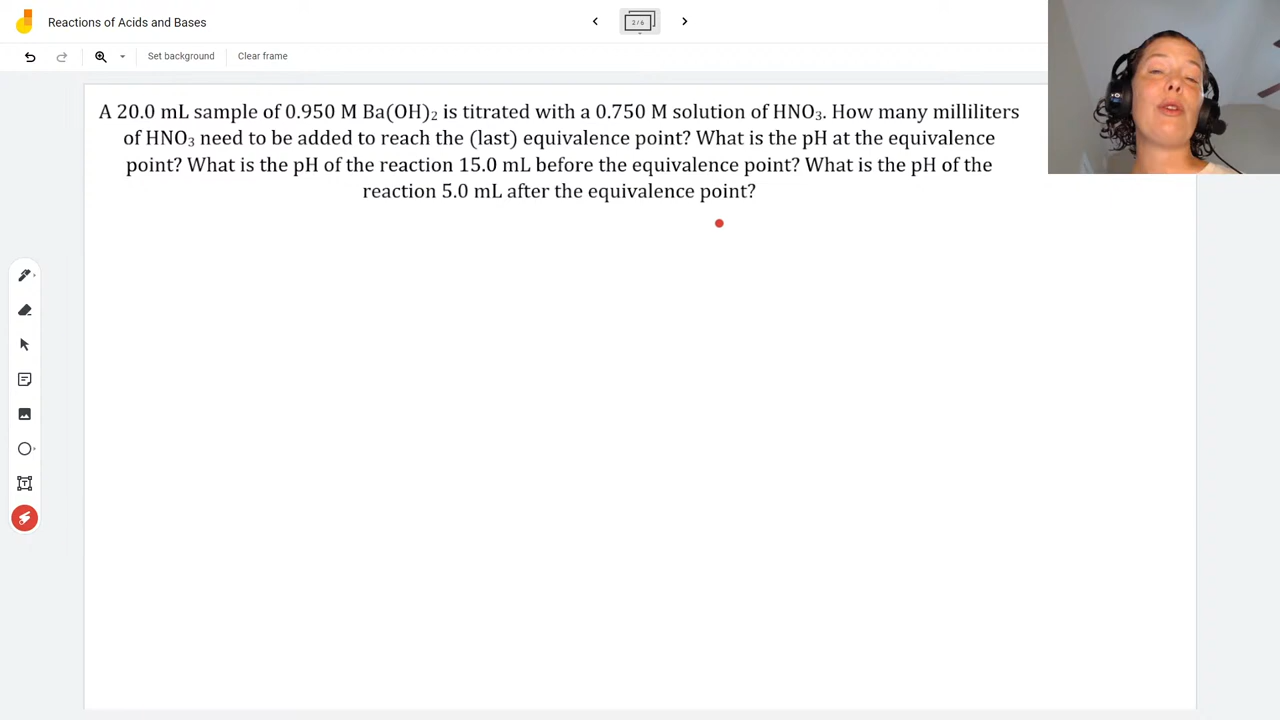 Reactions of Acids and Bases
2 / 6
Set background
Clear frame
A 20.0 mL sample of 0.950 M Ba(OH)₂ is titrated with a 0.750 M solution of HNO₃. How many milliliters
of HNO₃ need to be added to reach the (last) equivalence point? What is the pH at the equivalence
point? What is the pH of the reaction 15.0 mL before the equivalence point? What is the pH of the
reaction 5.0 mL after the equivalence point?